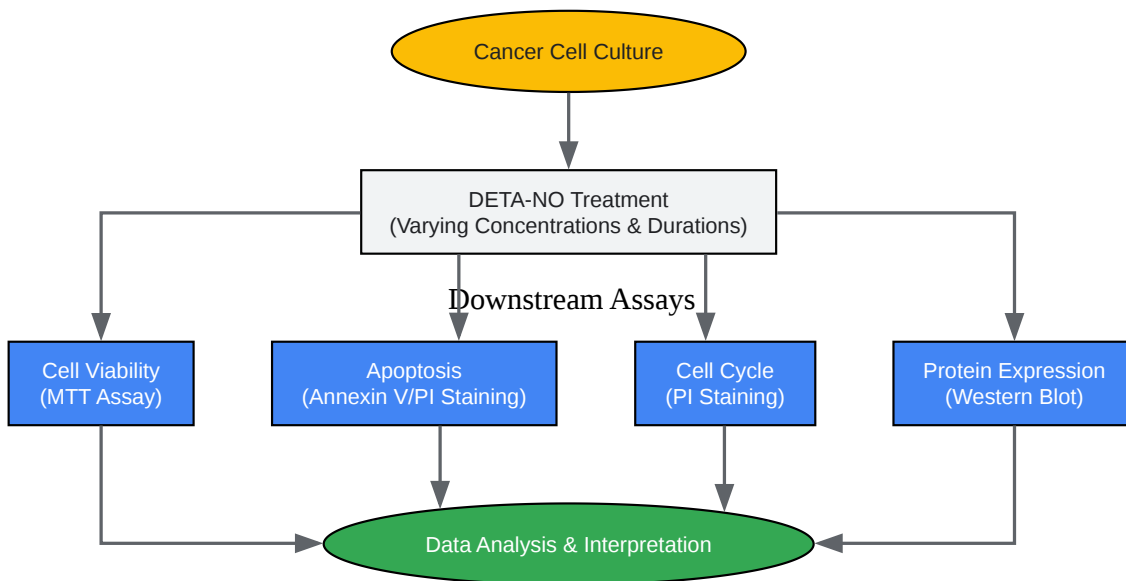 Cancer Cell Culture
DETA-NO Treatment
(Varying Concentrations & Durations)
Downstream Assays
Cell Viability
(MTT Assay)
Apoptosis
(Annexin V/PI Staining)
Cell Cycle
(PI Staining)
Protein Expression
(Western Blot)
Data Analysis & Interpretation